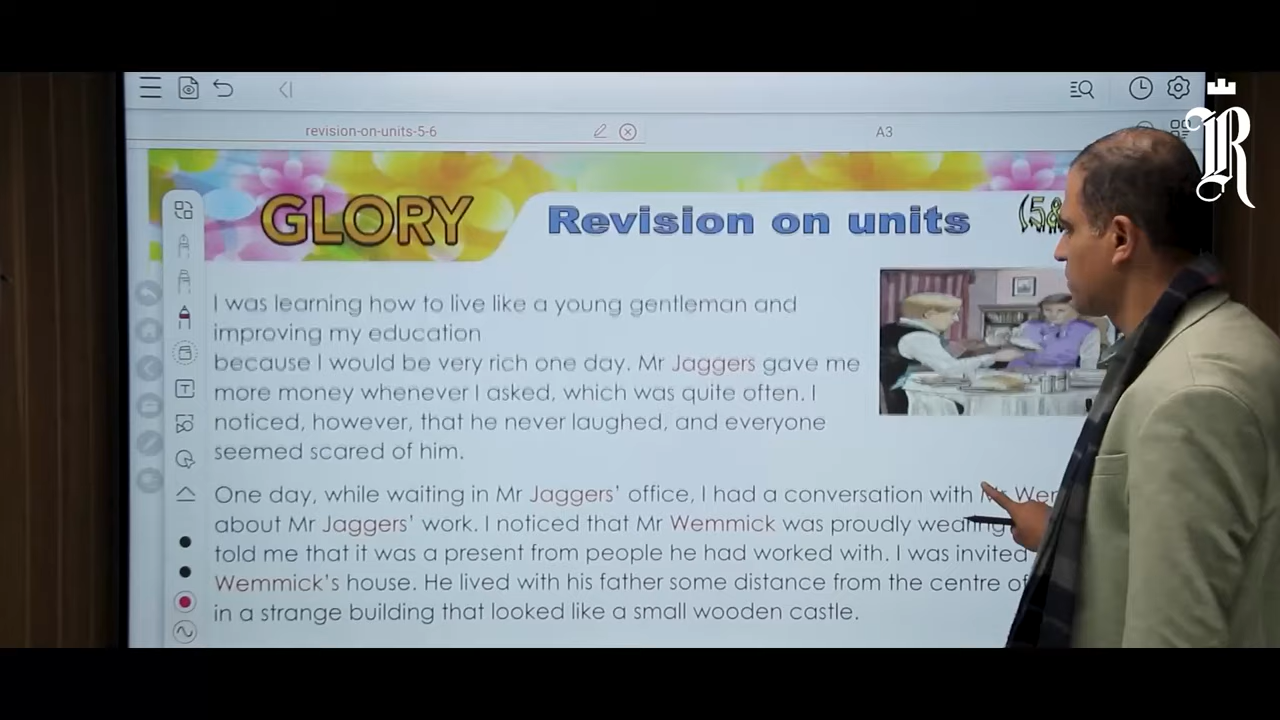 revision-on-units-5-6
A3
R
GLORY
Revision on units
(5&
I was learning how to live like a young gentleman and
improving my education
because I would be very rich one day. Mr Jaggers gave me
more money whenever I asked, which was quite often. I
noticed, however, that he never laughed, and everyone
seemed scared of him.
One day, while waiting in Mr Jaggers' office, I had a conversation with Mr
about Mr Jaggers' work. I noticed that Mr Wemmick was proudly wearing
told me that it was a present from people he had worked with. I was invited
Wemmick's house. He lived with his father some distance from the centre of
in a strange building that looked like a small wooden castle.